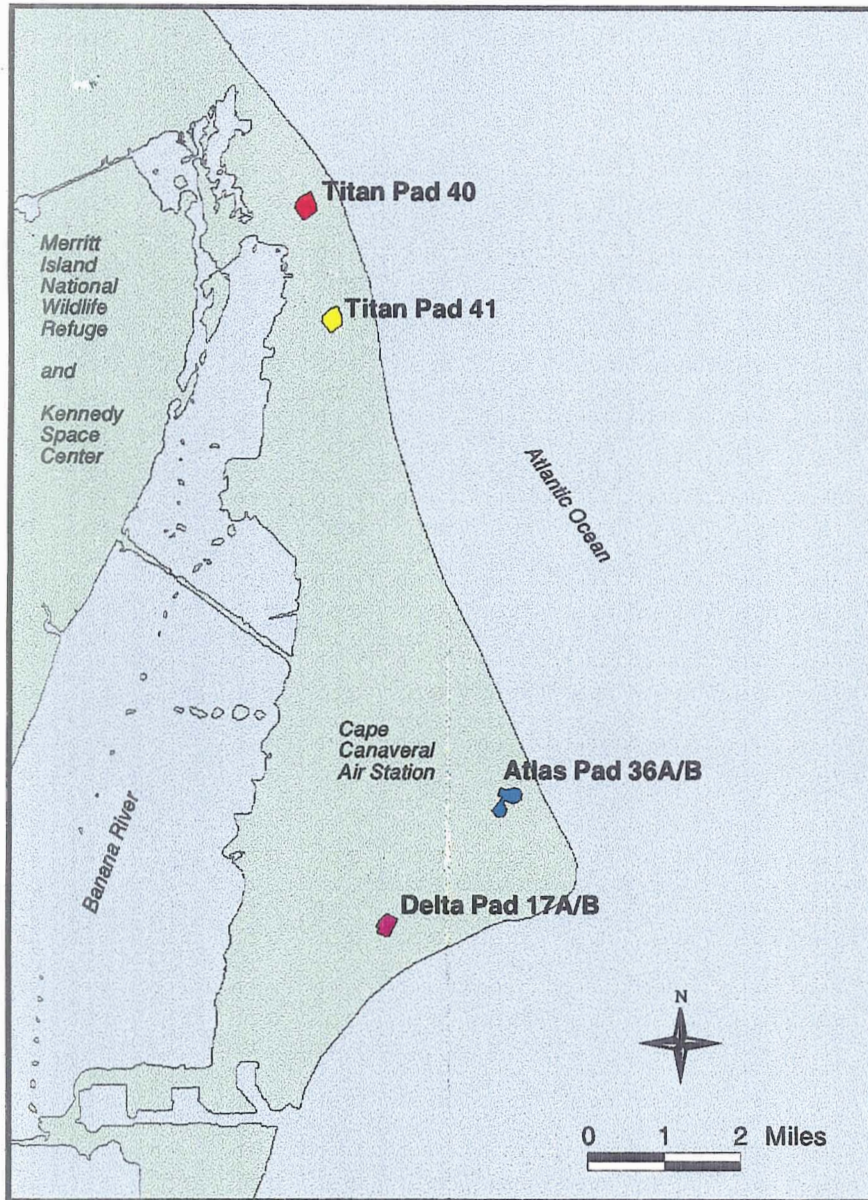 Titan Pad 40
Merritt
Island
National
Wildlife
Refuge
and
Kennedy
Space
Center
Titan Pad 41
Atlantic Ocean
Cape
Canaveral
Air Station
Atlas Pad 36A/B
Banana River
Delta Pad 17A/B
N
0 1 2 Miles